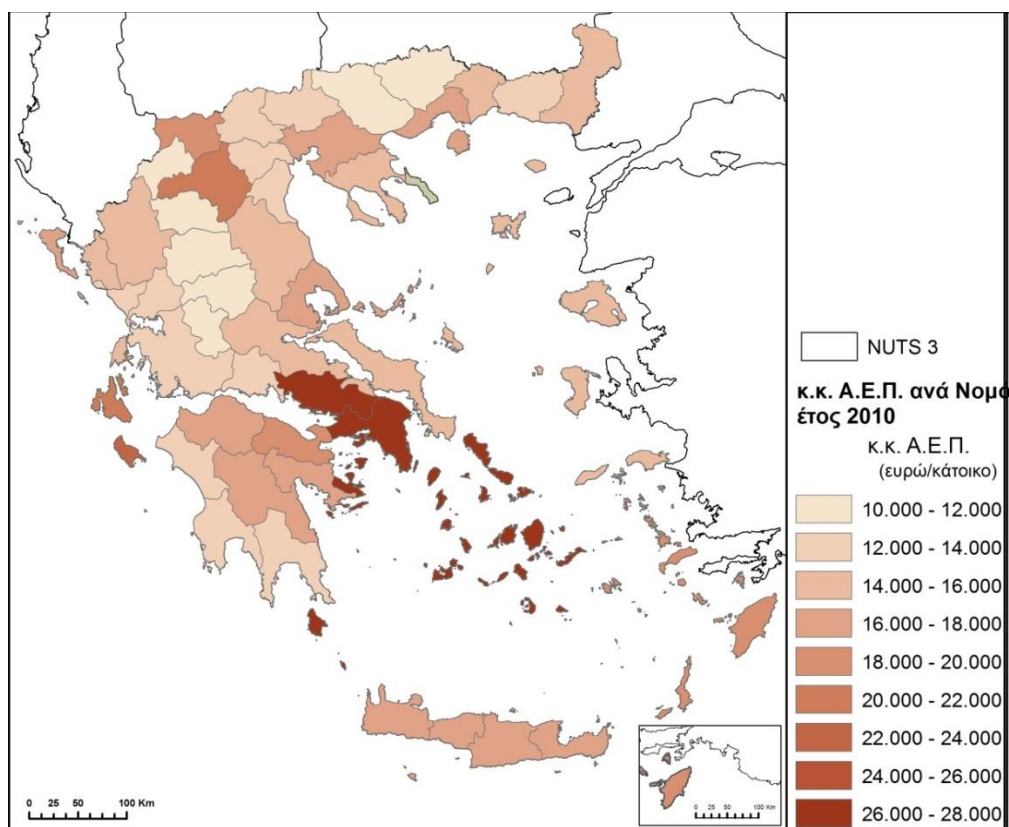 NUTS 3
κ.κ. Α.Ε.Π. ανά Νομό
έτος 2010
κ.κ. Α.Ε.Π.
(ευρώ/κάτοικο)
10.000 - 12.000
12.000 - 14.000
14.000 - 16.000
16.000 - 18.000
18.000 - 20.000
20.000 - 22.000
22.000 - 24.000
24.000 - 26.000
26.000 - 28.000
0 25 50 100 Km
0 25 50 100 Km